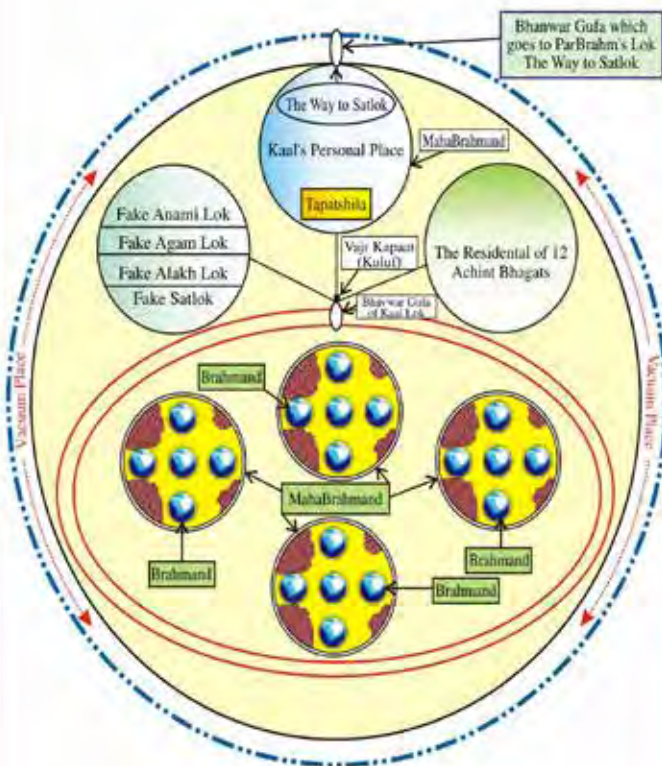 Bhanwar Gufa which
goes to ParBrahm's Lok
The Way to Satlok
The Way to Satlok
Kaal's Personal Place
MahaBrahmand
Tapatshila
Fake Anami Lok
Fake Agam Lok
Fake Alakh Lok
Fake Satlok
Vajr Kapaat
(Kuluf)
The Residental of 12
Achint Bhagats
Bhavwar Gufa
of Kaal Lok
Vacuum Place
Vacuum Place
Brahmand
MahaBrahmand
Brahmand
Brahmand
Brahmand